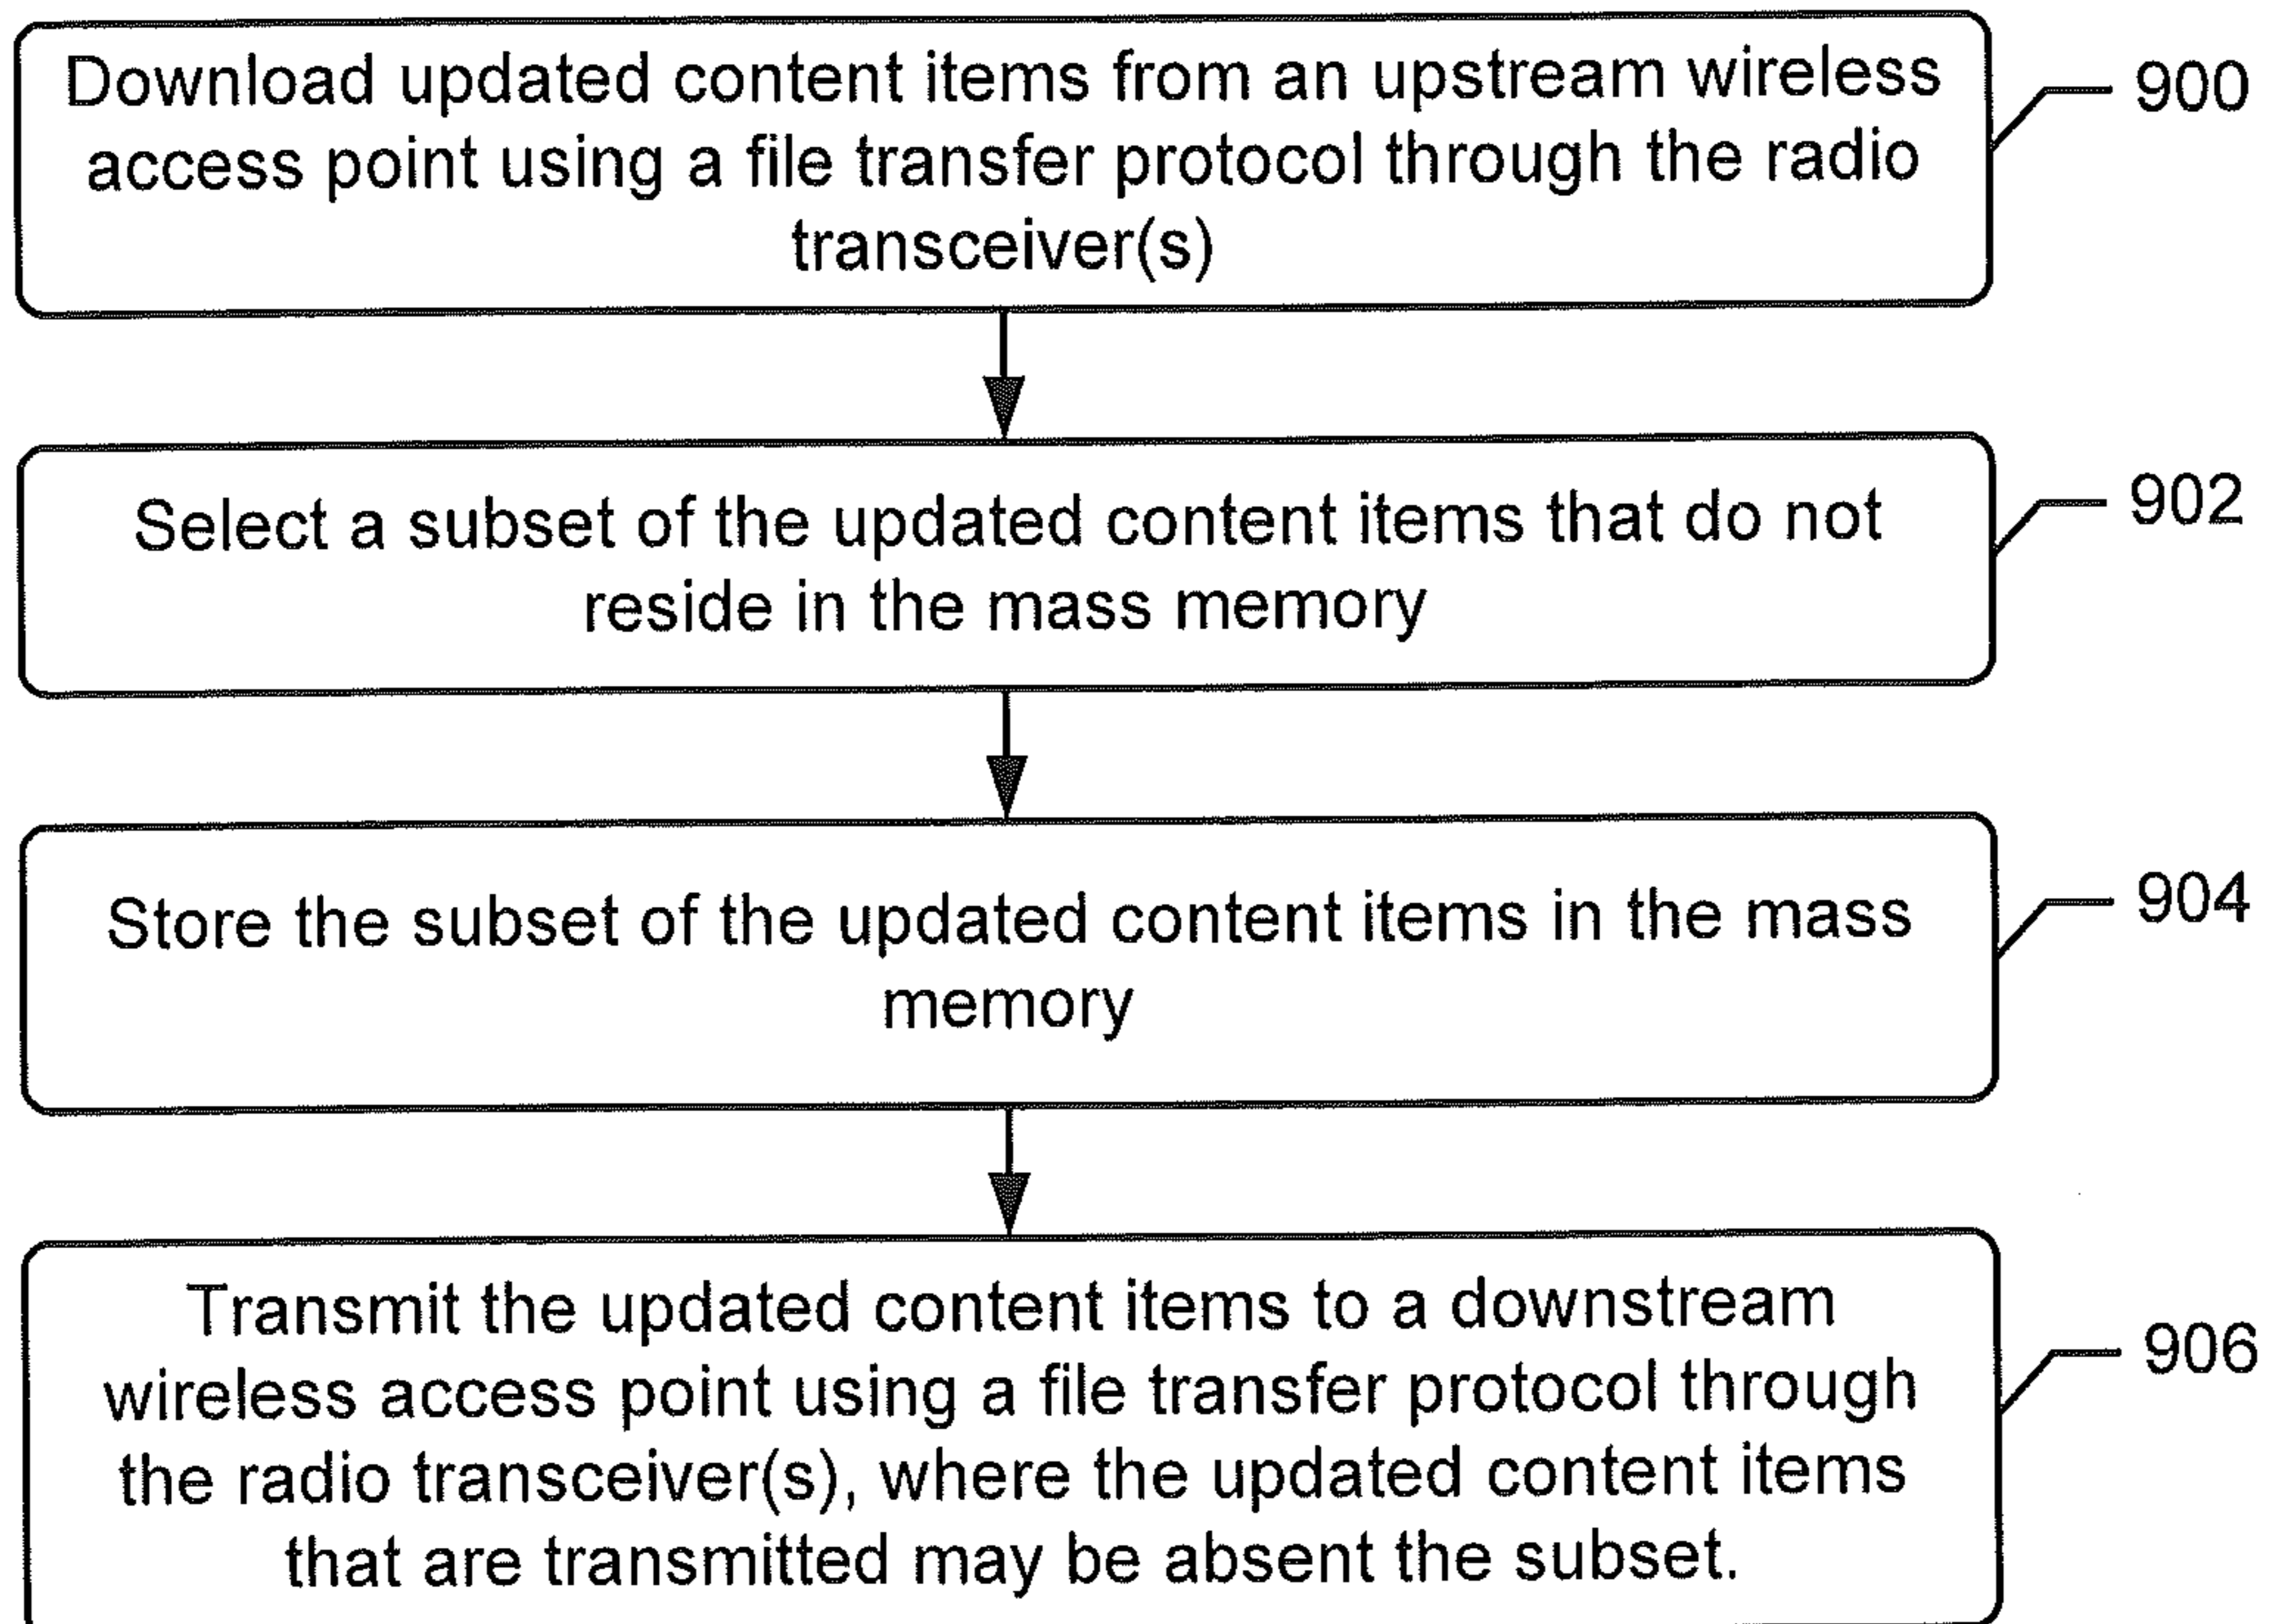 Download updated content items from an upstream wireless
access point using a file transfer protocol through the radio
transceiver(s)
900
Select a subset of the updated content items that do not
reside in the mass memory
902
Store the subset of the updated content items in the mass
memory
904
Transmit the updated content items to a downstream
wireless access point using a file transfer protocol through
the radio transceiver(s), where the updated content items
that are transmitted may be absent the subset.
906